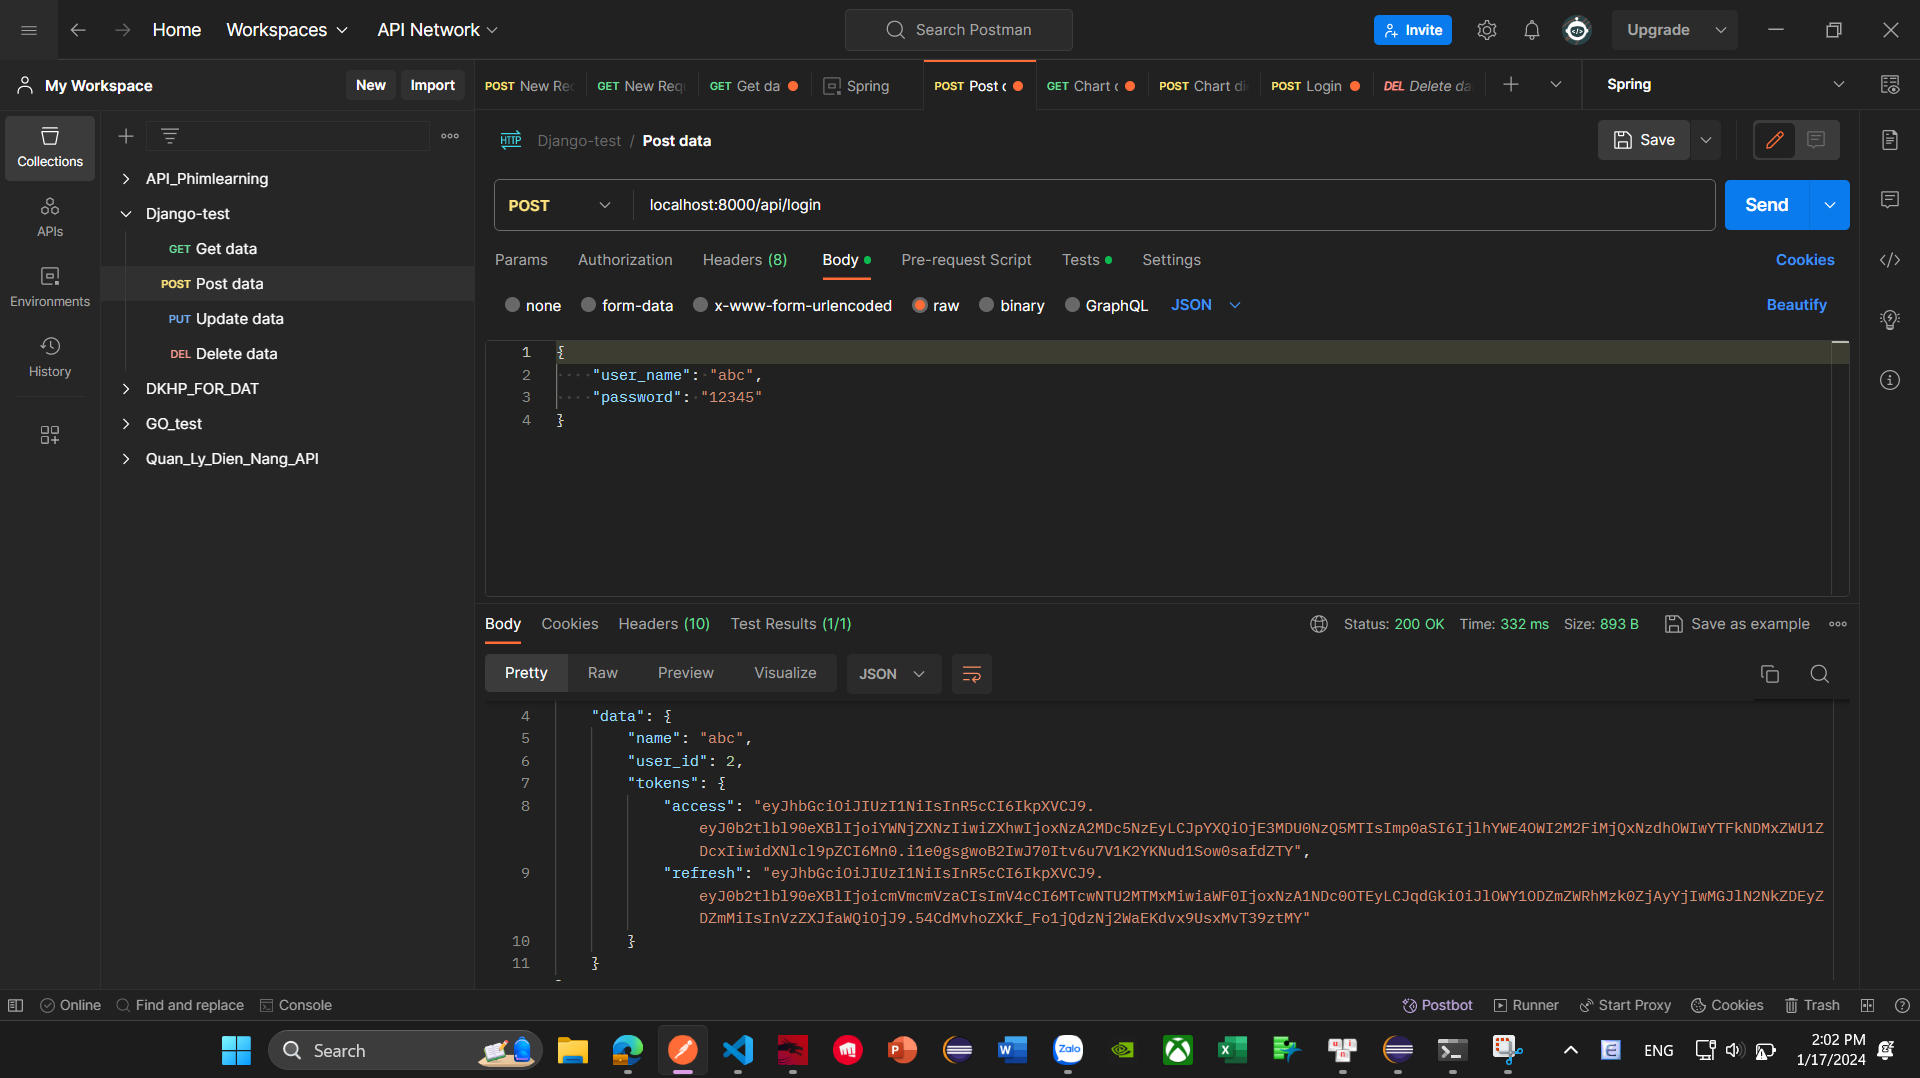 Home
Workspaces
API Network
Search Postman
Invite
Upgrade
My Workspace
New
Import
POST New Rec
GET New Requ
GET Get da
Spring
POST Post c
GET Chart c
POST Chart di
POST Login
DEL Delete da
Spring
Collections
APIs
Environments
History
API_Phimlearning
Django-test
GET Get data
POST Post data
PUT Update data
DEL Delete data
DKHP_FOR_DAT
GO_test
Quan_Ly_Dien_Nang_API
HTTP Django-test / Post data
Save
POST
localhost:8000/api/login
Send
Params
Authorization
Headers (8)
Body
Pre-request Script
Tests
Settings
Cookies
none
form-data
x-www-form-urlencoded
raw
binary
GraphQL
JSON
Beautify
1 {
2 "user_name": "abc",
3 "password": "12345"
4 }
Body
Cookies
Headers (10)
Test Results (1/1)
Status: 200 OK
Time: 332 ms
Size: 893 B
Save as example
Pretty
Raw
Preview
Visualize
JSON
4 "data": {
5 "name": "abc",
6 "user_id": 2,
7 "tokens": {
8 "access": "eyJhbGciOiJIUzI1NiIsInR5cCI6IkpXVCJ9.
eyJ0b2tlbl90eXBlIjoiYWNjZXNzIiwiZXhwIjoxNzA2MDc5NzEyLCJpYXQiOjE3MDU0NzQ5MTIsImp0aSI6IjlhYWE4OWI2M2FiMjQxNzdhOWIwYTFkNDMxZWU1Z
DcxIiwidXNlcl9pZCI6Mn0.i1e0gsgwoB2IwJ70Itv6u7V1K2YKNud1Sow0safdZTY",
9 "refresh": "eyJhbGciOiJIUzI1NiIsInR5cCI6IkpXVCJ9.
eyJ0b2tlbl90eXBlIjoicmVmcmVzaCIsImV4cCI6MTcwNTU2MTMxMiwiaWF0IjoxNzA1NDc0OTEyLCJqdGkiOiJlOWY1ODZmZWRhMzk0ZjAyYjIwMGJlN2NkZDEyZ
DZmMiIsInVzZXJfaWQiOjJ9.54CdMvhoZXkf_Fo1jQdzNj2WaEKdvx9UsxMvT39ztMY"
10 }
11 }
Online
Find and replace
Console
Postbot
Runner
Start Proxy
Cookies
Trash
Search
Zalo
ENG
2:02 PM
1/17/2024